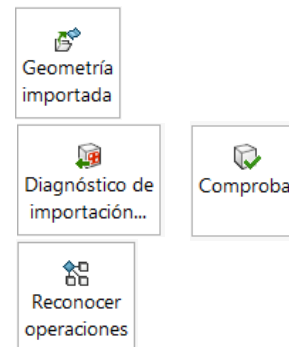 Geometría
importada
Diagnóstico de
importación...
Comproba
Reconocer
operaciones